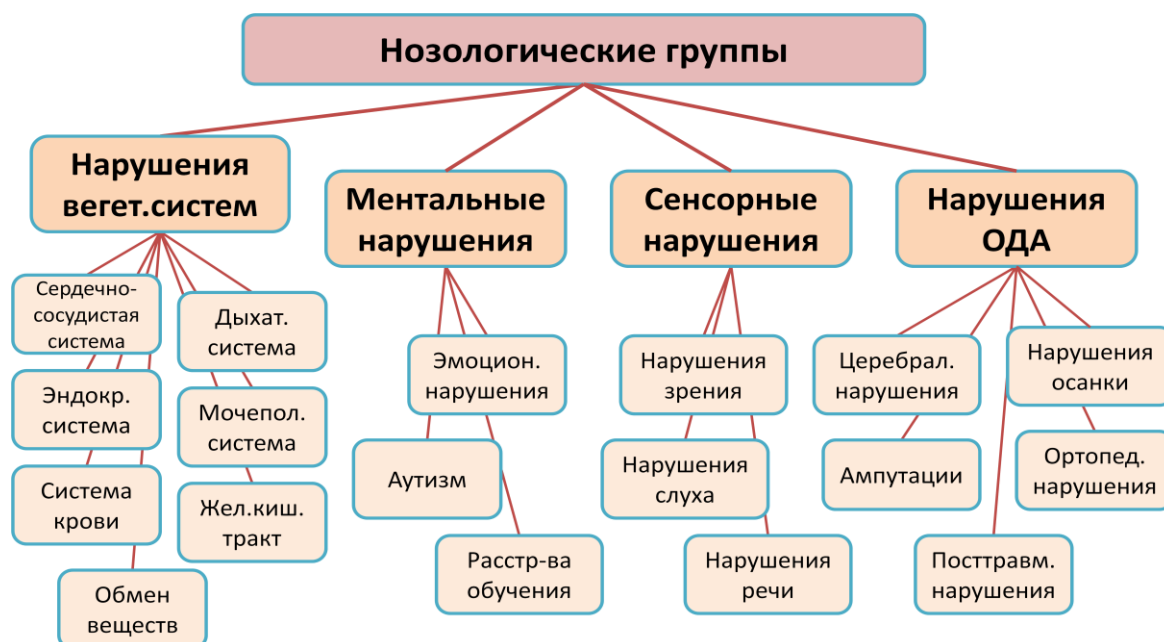 Нозологические группы
Нарушения
вегет.систем
Ментальные
нарушения
Сенсорные
нарушения
Нарушения
ОДА
Сердечно-
сосудистая
система
Дыхат.
система
Эндокр.
система
Мочепол.
система
Система
крови
Жел.киш.
тракт
Обмен
веществ
Эмоцион.
нарушения
Аутизм
Расстр-ва
обучения
Нарушения
зрения
Нарушения
слуха
Нарушения
речи
Церебрал.
нарушения
Нарушения
осанки
Ампутации
Ортопед.
нарушения
Посттравм.
нарушения